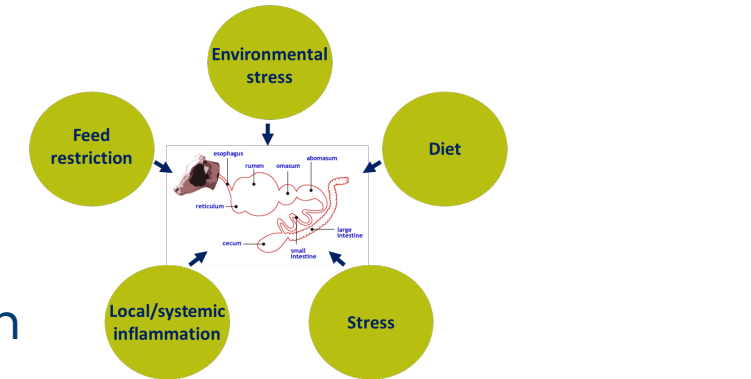 Environmental
stress
Feed
restriction
Diet
esophagus
rumen
omasum
abomasum
reticulum
cecum
small
intestine
large
intestine
Local/systemic
inflammation
Stress
n